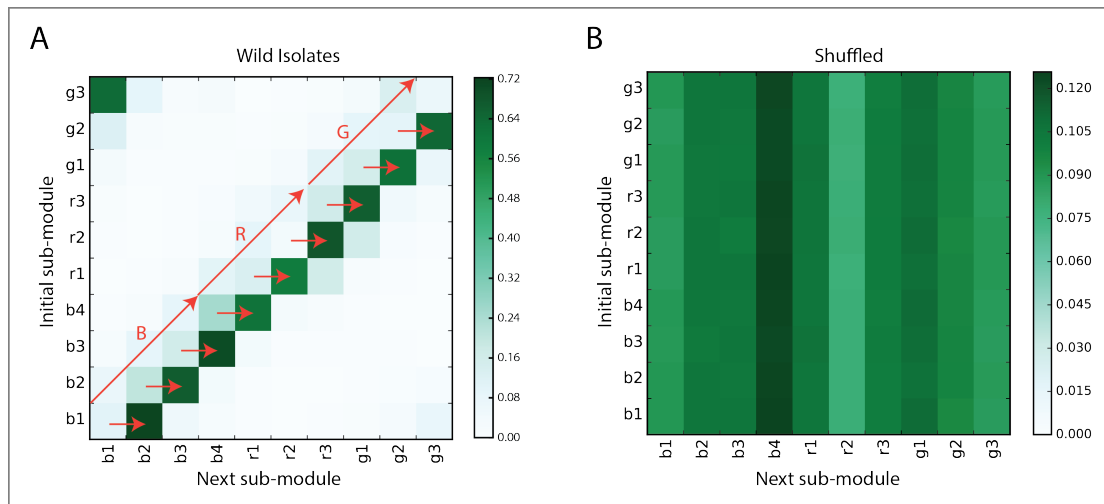 A
Wild Isolates
Initial sub-module
g3
g2
g1
r3
r2
r1
b4
b3
b2
b1
B
R
G
b1 b2 b3 b4 r1 r2 r3 g1 g2 g3
Next sub-module
0.72
0.64
0.56
0.48
0.40
0.32
0.24
0.16
0.08
0.00
B
Shuffled
Initial sub-module
g3
g2
g1
r3
r2
r1
b4
b3
b2
b1
b1 b2 b3 b4 r1 r2 r3 g1 g2 g3
Next sub-module
0.120
0.105
0.090
0.075
0.060
0.045
0.030
0.015
0.000